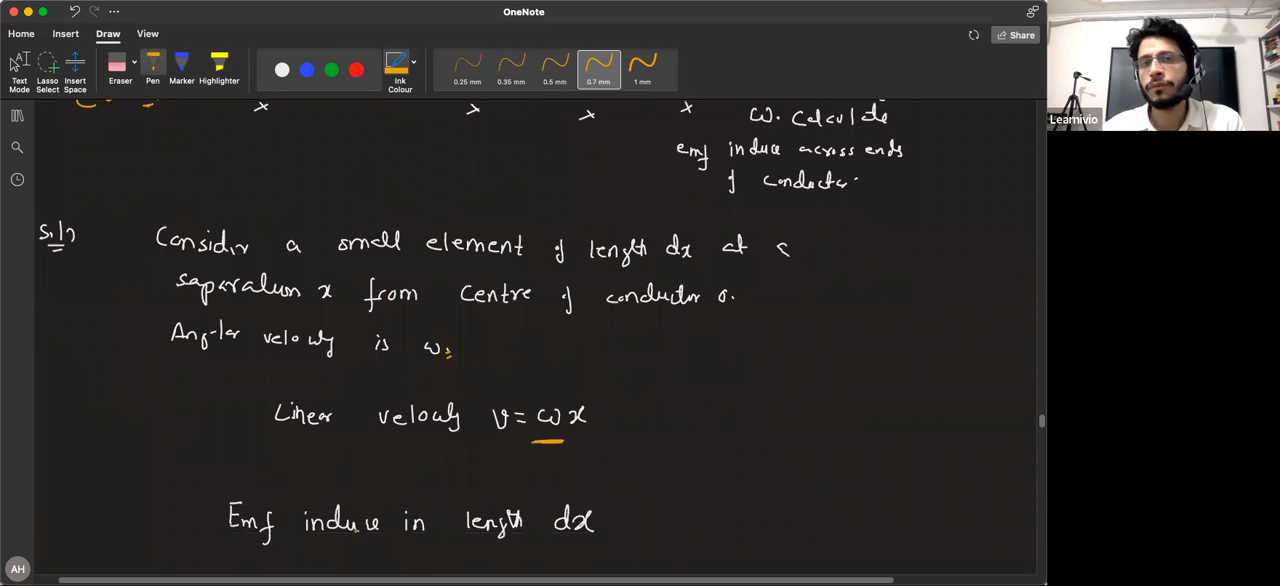 OneNote
Home Insert Draw View
Share
Text Mode
Lasso Select
Insert Space
Eraser
Pen
Marker
Highlighter
Ink Colour
0.25 mm
0.35 mm
0.5 mm
0.7 mm
1 mm
Learnivio
ω. Calculate
emf induce across ends
of conductor.
Soln
Consider a small element of length dx at a
separation x from centre of conductor o.
Angular velocity is ω.
Linear velocity v = ωx
Emf induce in length dx
AH